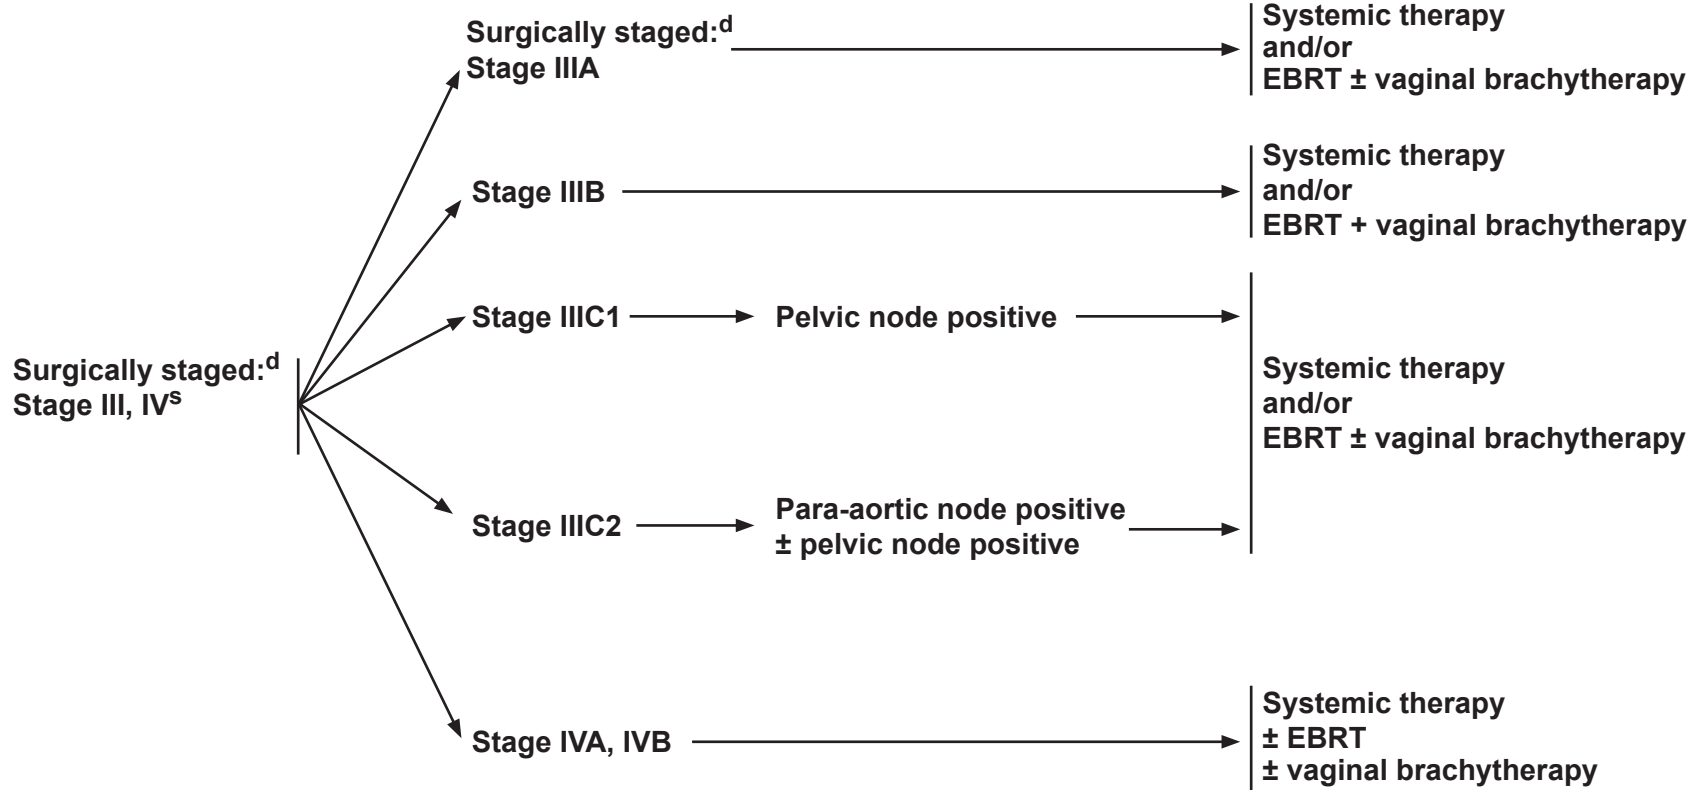 Surgically staged:d
Stage III, IVs
Surgically staged:d
Stage IIIA
Systemic therapy
and/or
EBRT ± vaginal brachytherapy
Stage IIIB
Systemic therapy
and/or
EBRT + vaginal brachytherapy
Stage IIIC1
Pelvic node positive
Stage IIIC2
Para-aortic node positive
± pelvic node positive
Systemic therapy
and/or
EBRT ± vaginal brachytherapy
Stage IVA, IVB
Systemic therapy
± EBRT
± vaginal brachytherapy